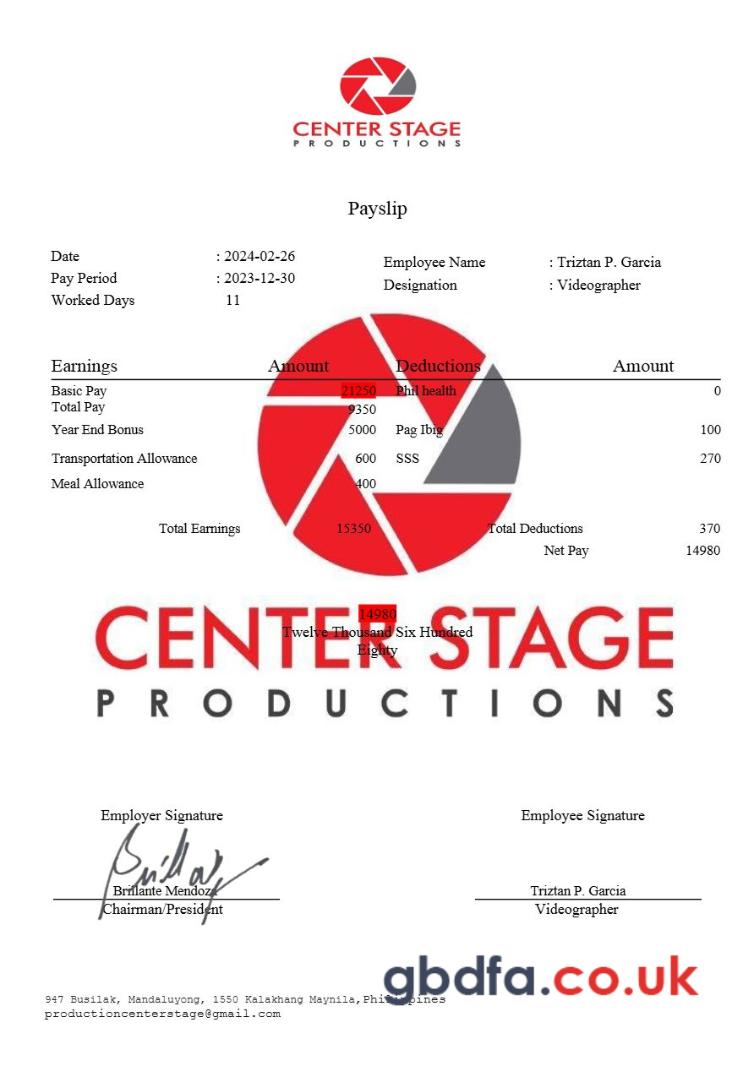 CENTER STAGE
PRODUCTIONS
Payslip
Date : 2024-02-26
Employee Name : Triztan P. Garcia
Pay Period : 2023-12-30
Designation : Videographer
Worked Days 11
Earnings Amount Deductions Amount
Basic Pay 21250 Phil health 0
Total Pay 9350
Year End Bonus 5000 Pag Ibig 100
Transportation Allowance 600 SSS 270
Meal Allowance 400
Total Earnings 15350 Total Deductions 370
Net Pay 14980
14980
Twelve Thousand Six Hundred
Eighty
CENTER STAGE
PRODUCTIONS
Employer Signature Employee Signature
Brillante Mendoza Triztan P. Garcia
Chairman/President Videographer
gbdfa.co.uk
947 Busilak, Mandaluyong, 1550 Kalakhang Maynila,Philippines
productioncenterstage@gmail.com